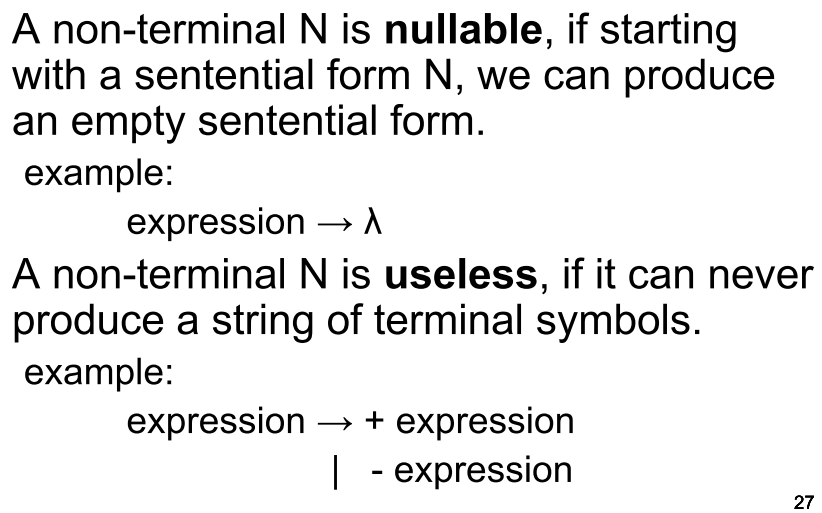 A non-terminal N is nullable, if starting
with a sentential form N, we can produce
an empty sentential form.
example:
expression → λ
A non-terminal N is useless, if it can never
produce a string of terminal symbols.
example:
expression → + expression
| - expression
27